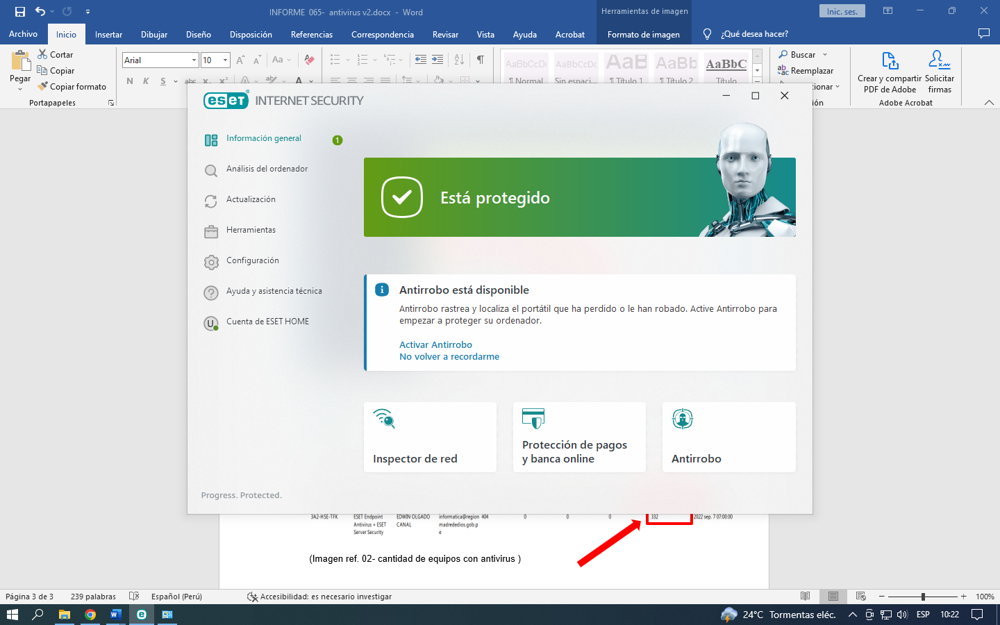 INFORME 065- antivirus v2.docx - Word
Herramientas de imagen
Inic. ses.
Archivo Inicio Insertar Dibujar Diseño Disposición Referencias Correspondencia Revisar Vista Ayuda Acrobat Formato de imagen ¿Qué desea hacer?
Pegar
Cortar
Copiar
Copiar formato
Portapapeles
Arial 10
N K S abc
Aa
AaBbCcDc AaBbCcDc AaB AaBb AaBbC
¶ Normal Sin espaci... ¶ Título 1 ¶ Título 2 Título
Buscar
Reemplazar
cionar
ión
Crear y compartir
PDF de Adobe
Solicitar
firmas
Adobe Acrobat
eset INTERNET SECURITY
Información general 1
Análisis del ordenador
Actualización
Herramientas
Configuración
Ayuda y asistencia técnica
Cuenta de ESET HOME
Está protegido
Antirrobo está disponible
Antirrobo rastrea y localiza el portátil que ha perdido o le han robado. Active Antirrobo para
empezar a proteger su ordenador.
Activar Antirrobo
No volver a recordarme
Inspector de red
Protección de pagos
y banca online
Antirrobo
Progress. Protected.
3A2-HSE-TFK ESET Endpoint EDWIN OLGADO informatica@region 404 0 0 0 332 2022 sep. 7 07:00:00
Antivirus + ESET CANAL madrededios.gob.p
Server Security e
(Imagen ref. 02- cantidad de equipos con antivirus )
Página 3 de 3 239 palabras Español (Perú) Accesibilidad: es necesario investigar 100%
24°C Tormentas eléc. ESP 10:22